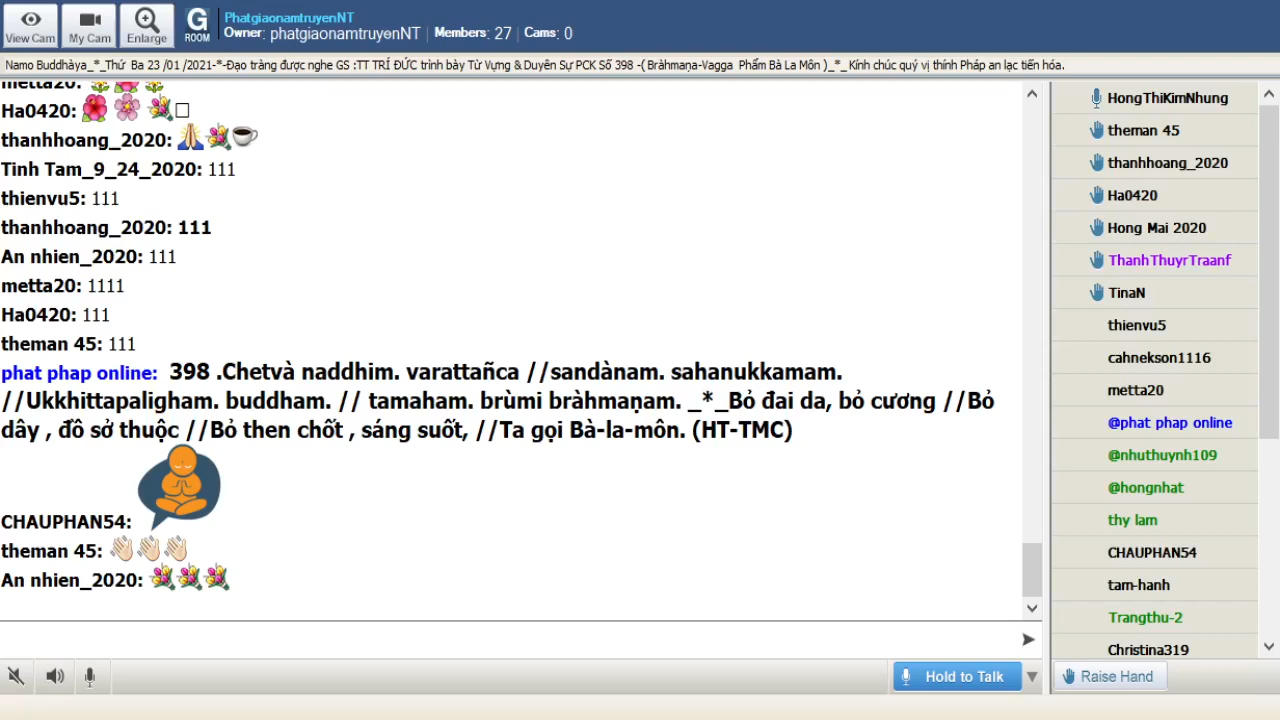 View Cam
My Cam
Enlarge
G
ROOM
PhatgiaonamtruyenNT
Owner: phatgiaonamtruyenNT | Members: 27 | Cams: 0
Namo Buddhàya_*_Thứ Ba 23 /01 /2021-*-Đạo tràng được nghe GS :TT TRÍ ĐỨC trình bày Từ Vựng & Duyên Sự PCK Số 398 -( Bràhmaṇa-Vagga Phẩm Bà La Môn )_*_ Kính chúc quý vị thính Pháp an lạc tiến hóa.
metta20:
Ha0420:
thanhhoang_2020:
Tinh Tam_9_24_2020: 111
thienvu5: 111
thanhhoang_2020: 111
An nhien_2020: 111
metta20: 1111
Ha0420: 111
theman 45: 111
phat phap online: 398 .Chetvà naddhim. varattañca //sandànam. sahanukkamam.
//Ukkhittapaligham. buddham. // tamaham. brùmi bràhmaṇam. _*_Bỏ đai da, bỏ cương //Bỏ
dây , đồ sở thuộc //Bỏ then chốt , sáng suốt, //Ta gọi Bà-la-môn. (HT-TMC)
CHAUPHAN54:
theman 45:
An nhien_2020:
HongThiKimNhung
theman 45
thanhhoang_2020
Ha0420
Hong Mai 2020
ThanhThuyrTraanf
TinaN
thienvu5
cahnekson1116
metta20
@phat phap online
@nhuthuynh109
@hongnhat
thy lam
CHAUPHAN54
tam-hanh
Trangthu-2
Christina319
Hold to Talk
Raise Hand